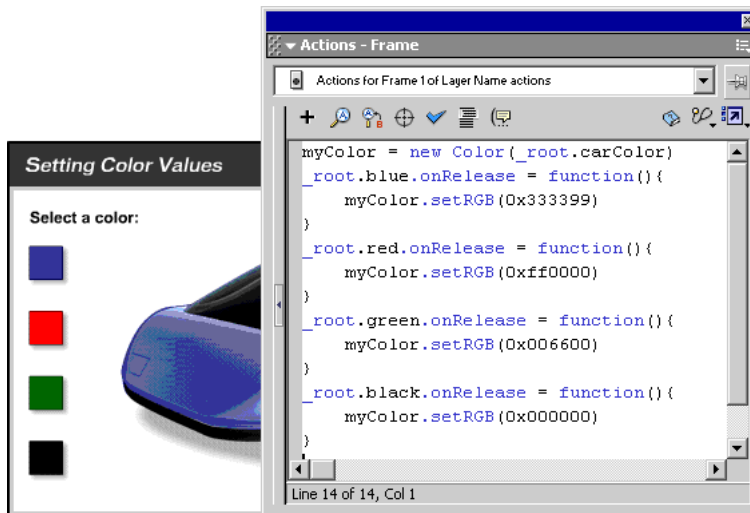 Actions - Frame
Actions for Frame 1 of Layer Name actions
Setting Color Values
Select a color:
myColor = new Color(_root.carColor)
_root.blue.onRelease = function(){
myColor.setRGB(0x333399)
}
_root.red.onRelease = function(){
myColor.setRGB(0xff0000)
}
_root.green.onRelease = function(){
myColor.setRGB(0x006600)
}
_root.black.onRelease = function(){
myColor.setRGB(0x000000)
}
Line 14 of 14, Col 1